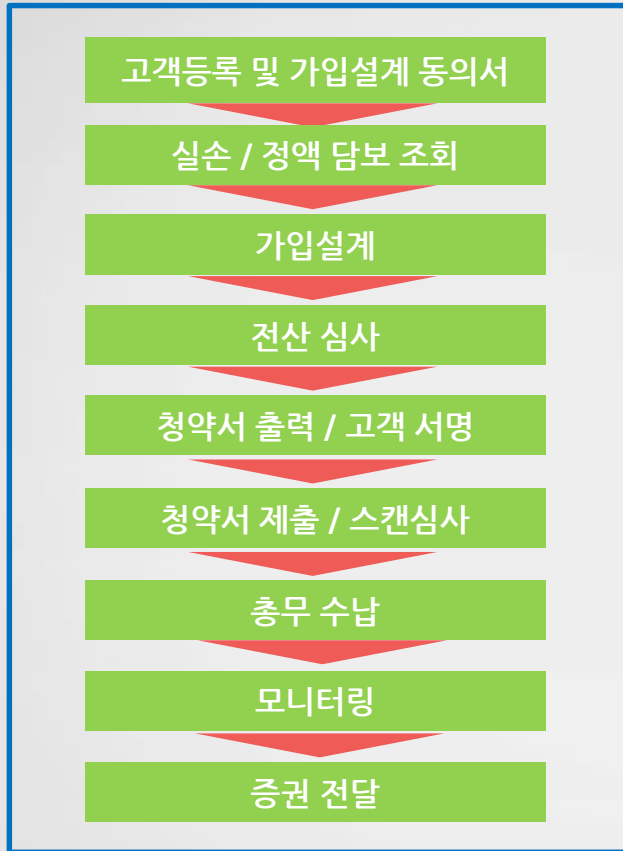 고객등록 및 가입설계 동의서
실손 / 정액 담보 조회
가입설계
전산 심사
청약서 출력 / 고객 서명
청약서 제출 / 스캔심사
총무 수납
모니터링
증권 전달